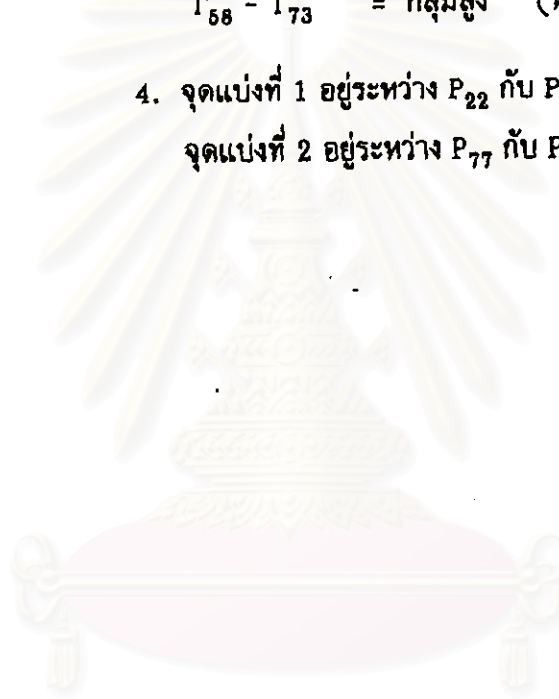 P₅₈ - P₇₃ = กลุ่มสูง (
4. จุดแบ่งที่ 1 อยู่ระหว่าง P₂₂ กับ P
จุดแบ่งที่ 2 อยู่ระหว่าง P₇₇ กับ P